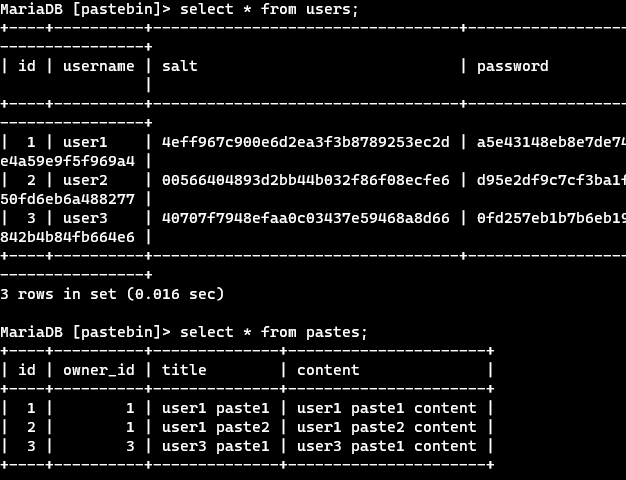 MariaDB [pastebin]> select * from users;
+----+----------+----------------------------------+-----------------
----------------+
| id | username | salt                             | password
                |
+----+----------+----------------------------------+-----------------
----------------+
|  1 | user1    | 4eff967c900e6d2ea3f3b8789253ec2d | a5e43148eb8e7de74
e4a59e9f5f969a4 |
|  2 | user2    | 00566404893d2bb44b032f86f08ecfe6 | d95e2df9c7cf3ba1f
50fd6eb6a488277 |
|  3 | user3    | 40707f7948efaa0c03437e59468a8d66 | 0fd257eb1b7b6eb19
842b4b84fb664e6 |
+----+----------+----------------------------------+-----------------
----------------+
3 rows in set (0.016 sec)
MariaDB [pastebin]> select * from pastes;
+----+----------+--------------+----------------------+
| id | owner_id | title        | content              |
+----+----------+--------------+----------------------+
|  1 |        1 | user1 paste1 | user1 paste1 content |
|  2 |        1 | user1 paste2 | user1 paste2 content |
|  3 |        3 | user3 paste1 | user3 paste1 content |
+----+----------+--------------+----------------------+